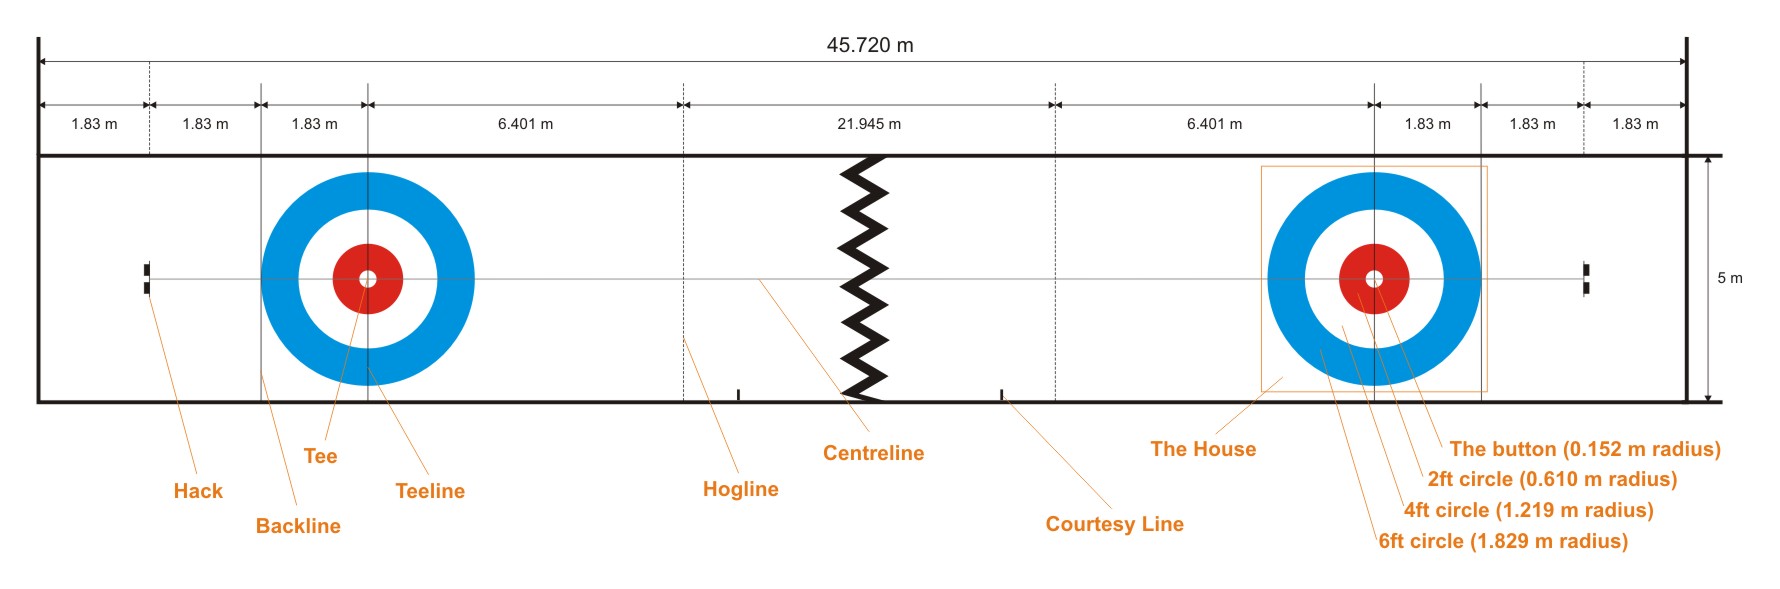 45.720 m
1.83 m 1.83 m 1.83 m 6.401 m 21.945 m 6.401 m 1.83 m 1.83 m 1.83 m
5 m
Tee
Hack
Backline
Teeline
Hogline
Centreline
Courtesy Line
The House
The button (0.152 m radius)
2ft circle (0.610 m radius)
4ft circle (1.219 m radius)
6ft circle (1.829 m radius)